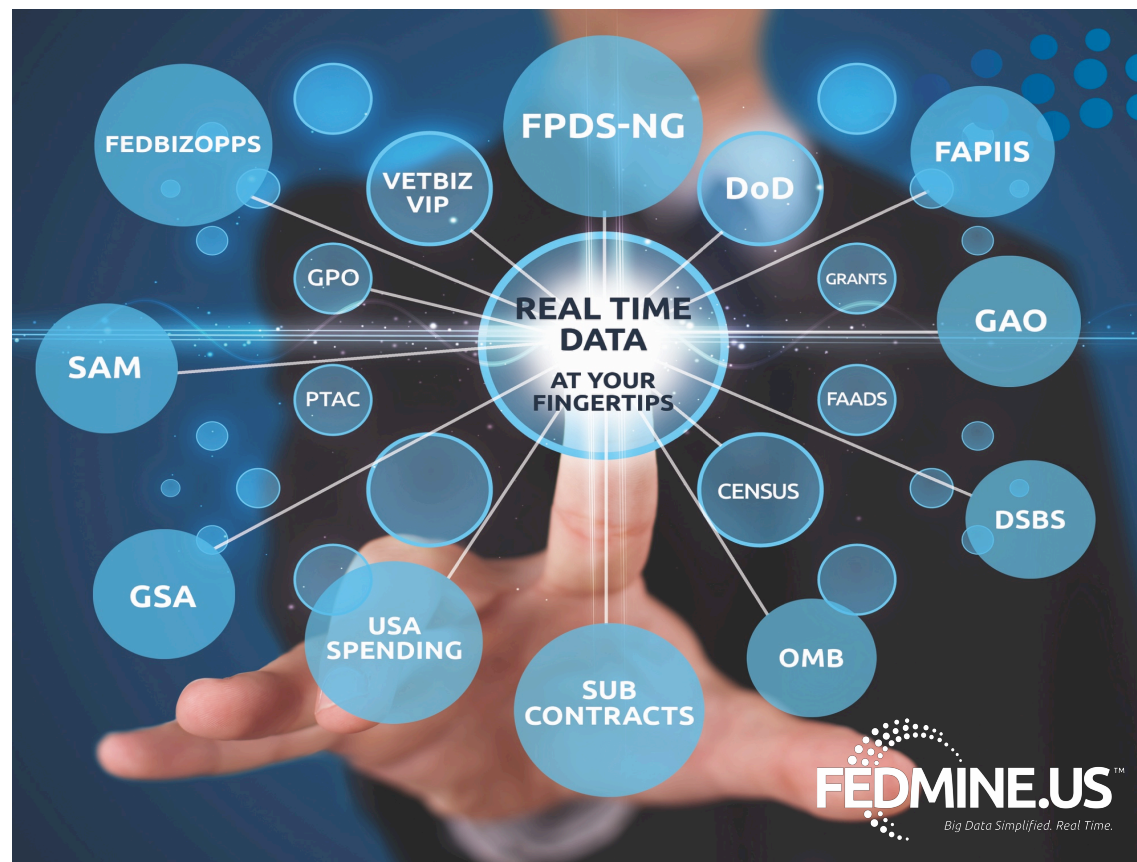 FPDS-NG
FEDBIZOPPS
FAPIIS
VETBIZ
VIP
DoD
GPO
GRANTS
REAL TIME
DATA
AT YOUR
FINGERTIPS
GAO
SAM
PTAC
FAADS
CENSUS
DSBS
GSA
USA
SPENDING
OMB
SUB
CONTRACTS
FEDMINE.US™
Big Data Simplified. Real Time.